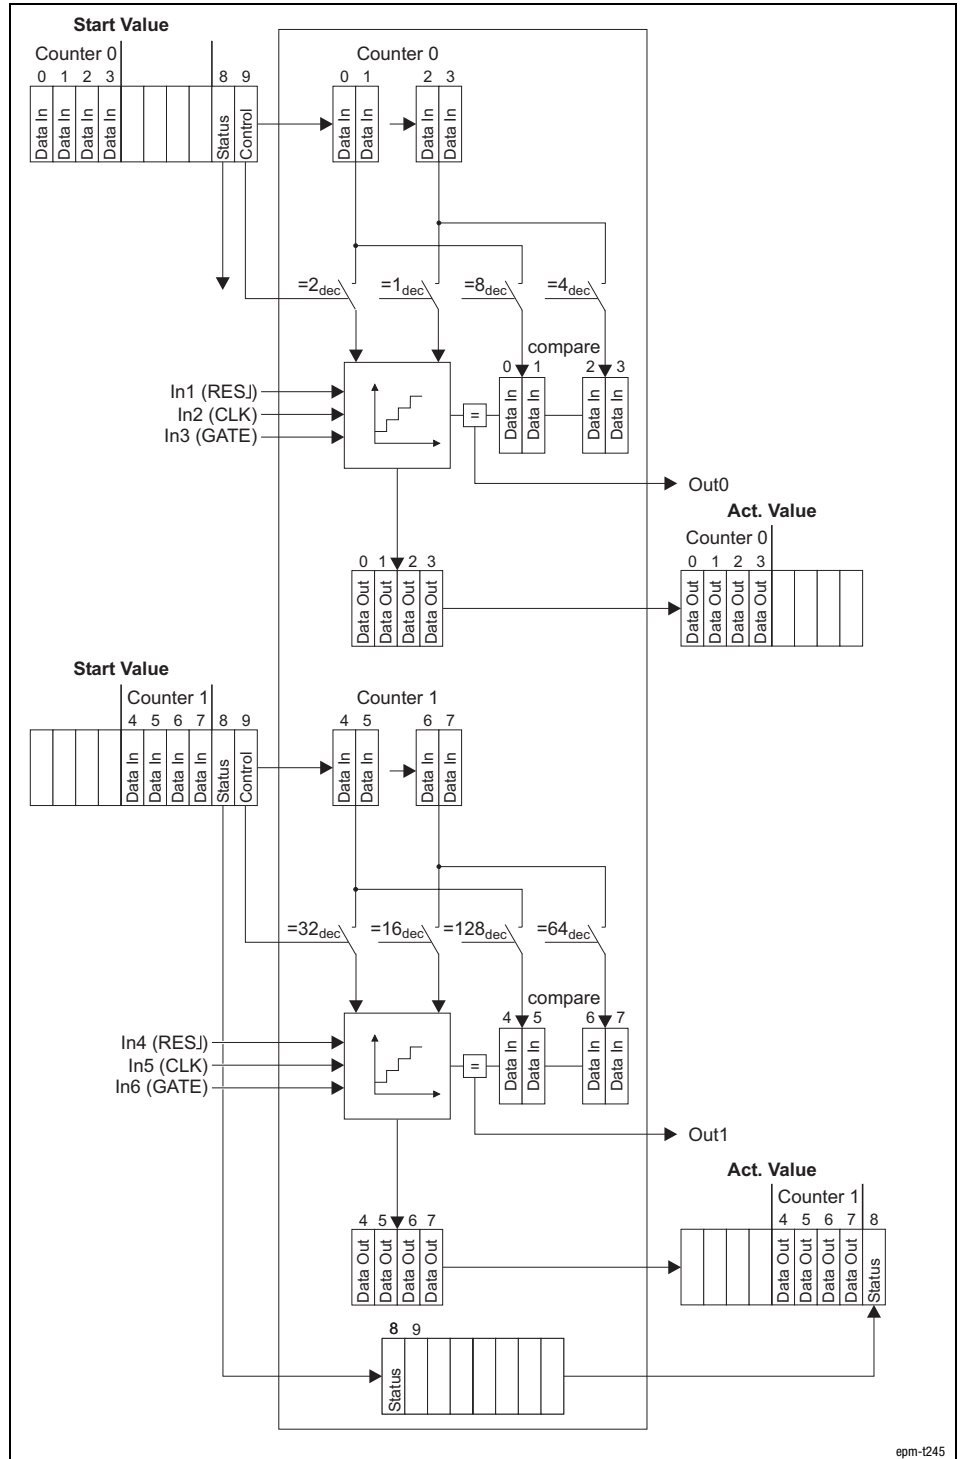 Start Value
Counter 0
Counter 0
0 1 2 3 8 9
0 1 2 3
Data In Data In Data In Data In Status Control
Data In Data In Data In Data In
=2dec =1dec =8dec =4dec
compare
0 1 2 3
Data In Data In Data In Data In
In1 (RES⅃)
In2 (CLK)
In3 (GATE)
=
Out0
Act. Value
Counter 0
0 1 2 3
0 1 2 3
Data Out Data Out Data Out Data Out
Data Out Data Out Data Out Data Out
Start Value
Counter 1
Counter 1
4 5 6 7 8 9
4 5 6 7
Data In Data In Data In Data In Status Control
Data In Data In Data In Data In
=32dec =16dec =128dec =64dec
compare
4 5 6 7
Data In Data In Data In Data In
In4 (RES⅃)
In5 (CLK)
In6 (GATE)
=
Out1
Act. Value
Counter 1
4 5 6 7
4 5 6 7 8
Data Out Data Out Data Out Data Out
Data Out Data Out Data Out Data Out Status
8 9
Status
epm-t245